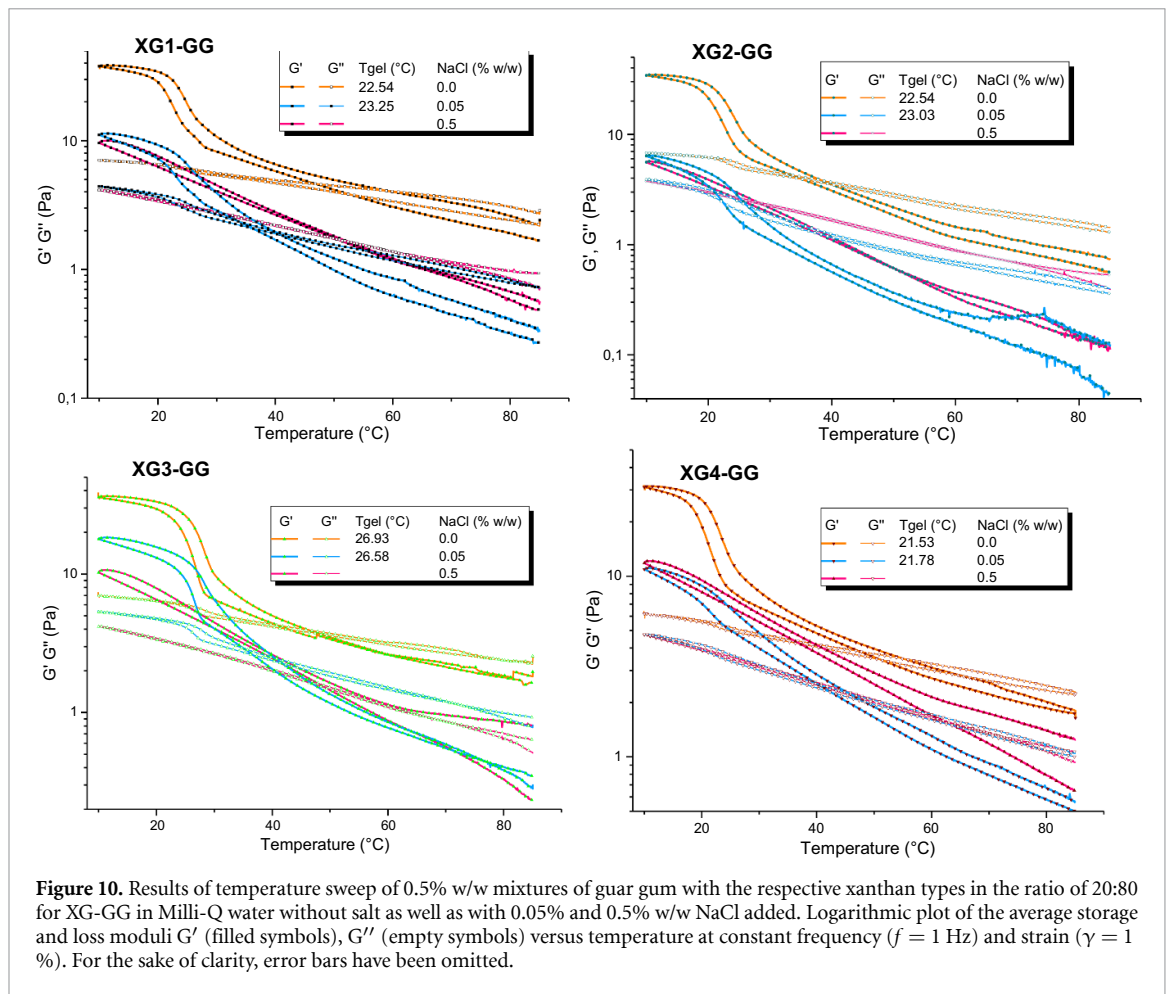 XG1-GG
G' G'' Tgel (°C) NaCl (% w/w)
22.54 0.0
23.25 0.05
0.5
10
1
0,1
G' G'' (Pa)
20 40 60 80
Temperature (°C)
XG2-GG
G' G'' Tgel (°C) NaCl (% w/w)
22.54 0.0
23.03 0.05
0.5
10
1
0,1
G', G'' (Pa)
20 40 60 80
Temperature (°C)
XG3-GG
G' G'' Tgel (°C) NaCl (% w/w)
26.93 0.0
26.58 0.05
0.5
10
1
G' G'' (Pa)
20 40 60 80
Temperature (°C)
XG4-GG
G' G'' Tgel (°C) NaCl (% w/w)
21.53 0.0
21.78 0.05
0.5
10
1
G' G'' (Pa)
20 40 60 80
Temperature (°C)
Figure 10. Results of temperature sweep of 0.5% w/w mixtures of guar gum with the respective xanthan types in the ratio of 20:80
for XG-GG in Milli-Q water without salt as well as with 0.05% and 0.5% w/w NaCl added. Logarithmic plot of the average storage
and loss moduli G′ (filled symbols), G′′ (empty symbols) versus temperature at constant frequency (f = 1 Hz) and strain (γ = 1
%). For the sake of clarity, error bars have been omitted.